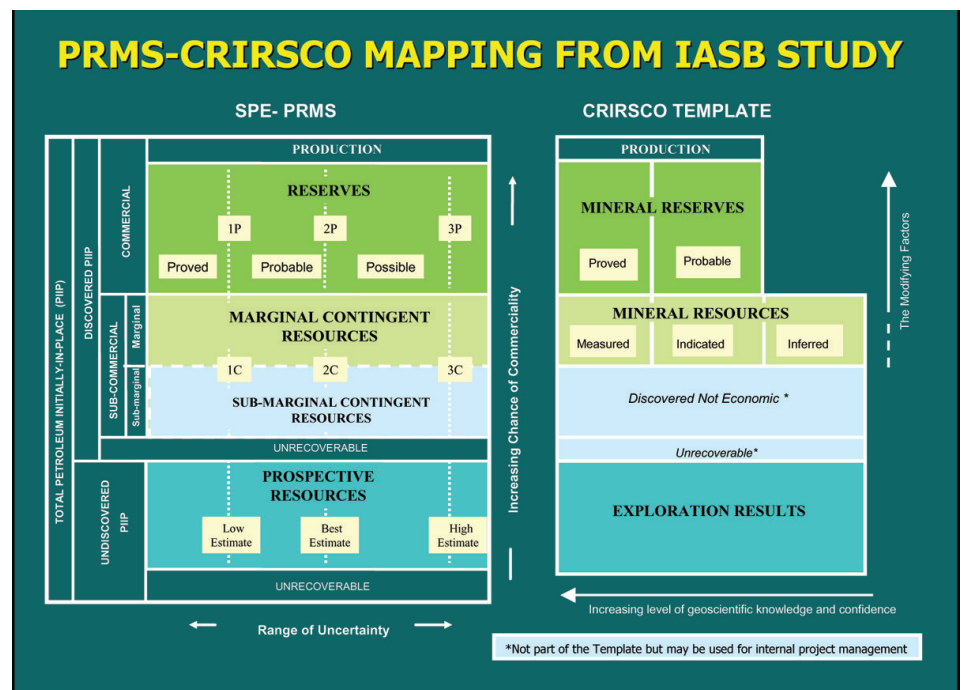 PRMS-CRIRSCO MAPPING FROM IASB STUDY
SPE- PRMS
TOTAL PETROLEUM INITIALLY-IN-PLACE (PIIP)
DISCOVERED PIIP
COMMERCIAL
SUB-COMMERCIAL
Marginal
Sub-marginal
UNDISCOVERED
PIIP
PRODUCTION
RESERVES
1P
2P
3P
Proved
Probable
Possible
MARGINAL CONTINGENT
RESOURCES
1C
2C
3C
SUB-MARGINAL CONTINGENT
RESOURCES
UNRECOVERABLE
PROSPECTIVE
RESOURCES
Low
Estimate
Best
Estimate
High
Estimate
UNRECOVERABLE
Range of Uncertainty
Increasing Chance of Commerciality
CRIRSCO TEMPLATE
PRODUCTION
MINERAL RESERVES
Proved
Probable
MINERAL RESOURCES
Measured
Indicated
Inferred
Discovered Not Economic *
Unrecoverable*
EXPLORATION RESULTS
The Modifying Factors
Increasing level of geoscientific knowledge and confidence
*Not part of the Template but may be used for internal project management